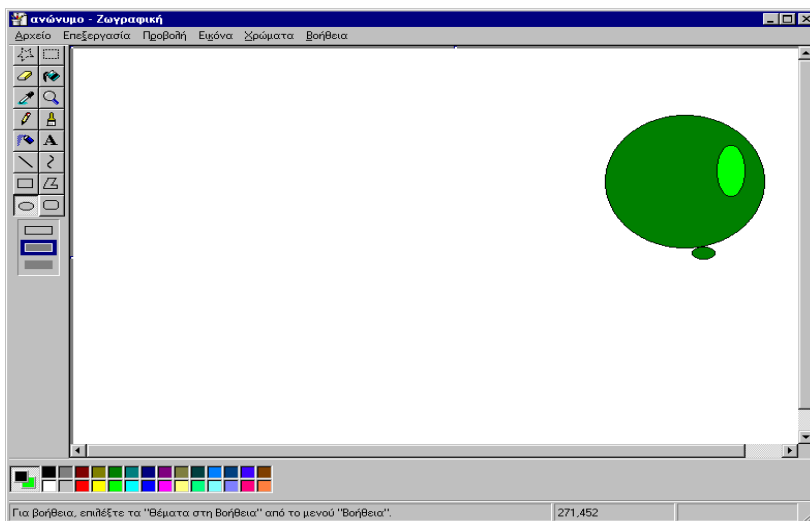 ανώνυμο - Ζωγραφική
Αρχείο Επεξεργασία Προβολή Εικόνα Χρώματα Βοήθεια
A
Για βοήθεια, επιλέξτε τα "Θέματα στη Βοήθεια" από το μενού "Βοήθεια".
271,452